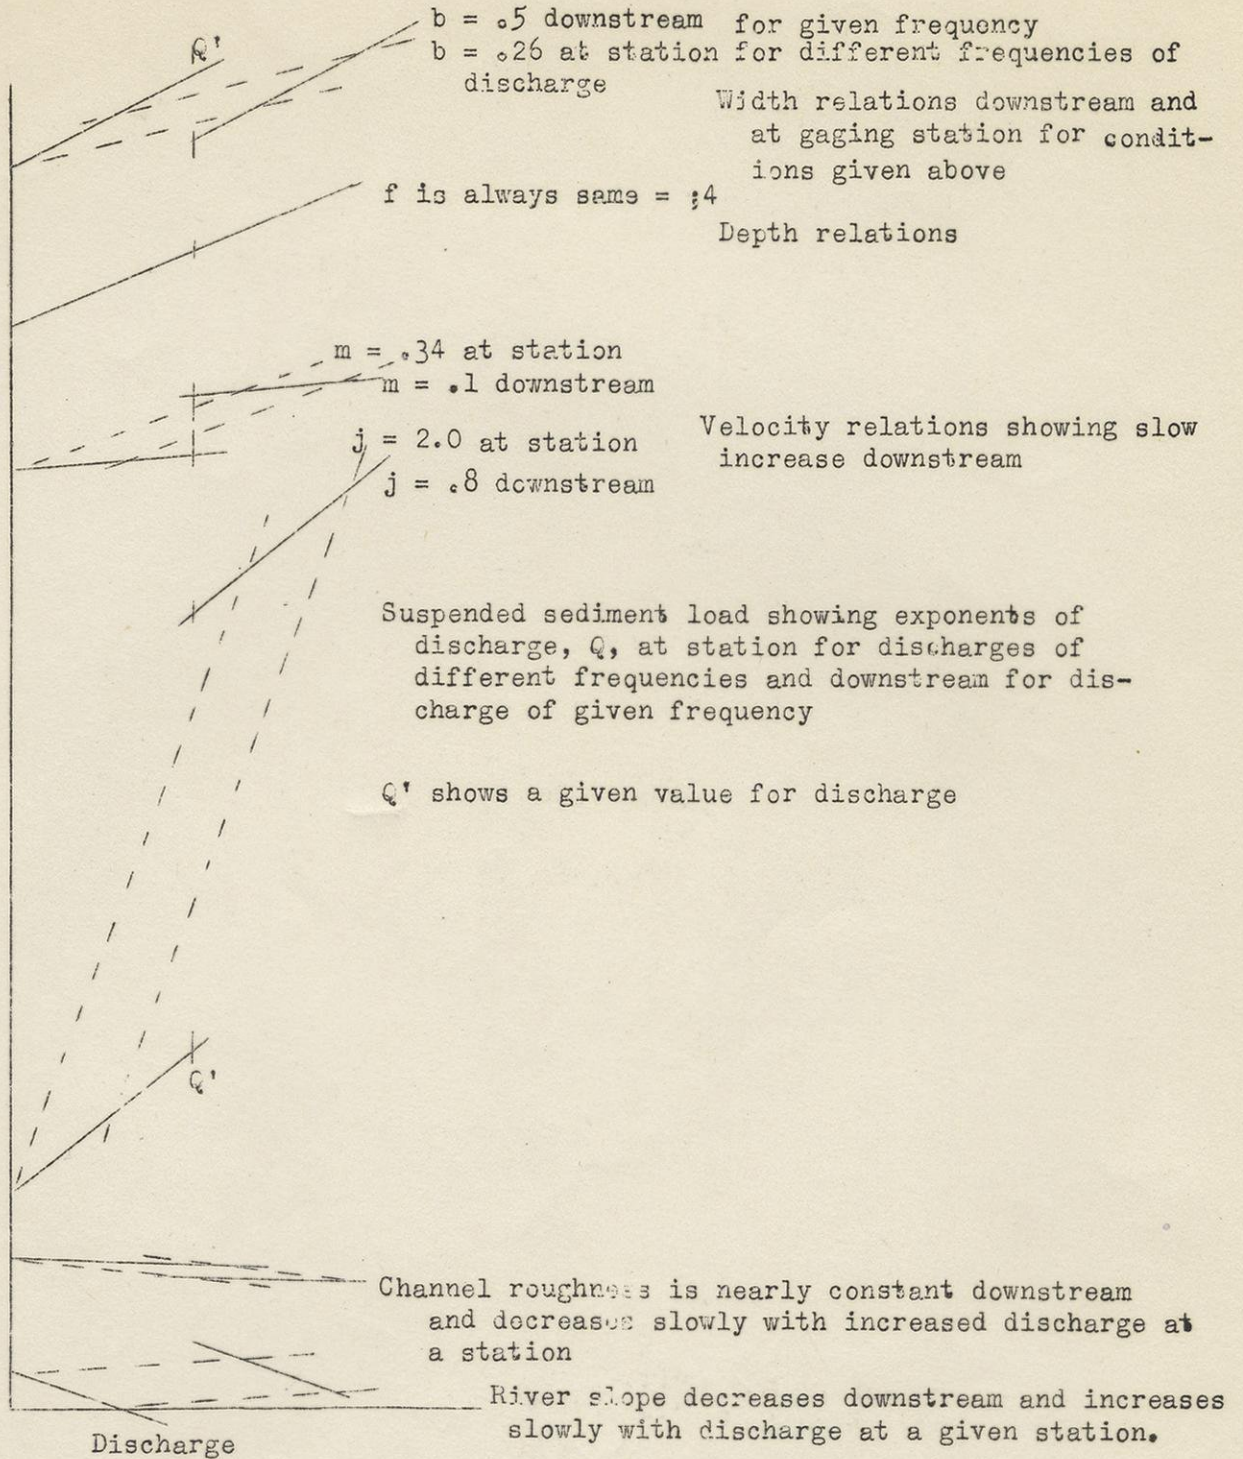 Q'
b = .5 downstream for given frequency
b = .26 at station for different frequencies of
discharge
Width relations downstream and
at gaging station for condit-
ions given above
f is always same = :4
Depth relations
m = .34 at station
m = .1 downstream
Velocity relations showing slow
increase downstream
j = 2.0 at station
j = .8 downstream
Suspended sediment load showing exponents of
discharge, Q, at station for discharges of
different frequencies and downstream for dis-
charge of given frequency
Q' shows a given value for discharge
Q'
Channel roughness is nearly constant downstream
and decreases slowly with increased discharge at
a station
River slope decreases downstream and increases
slowly with discharge at a given station.
Discharge